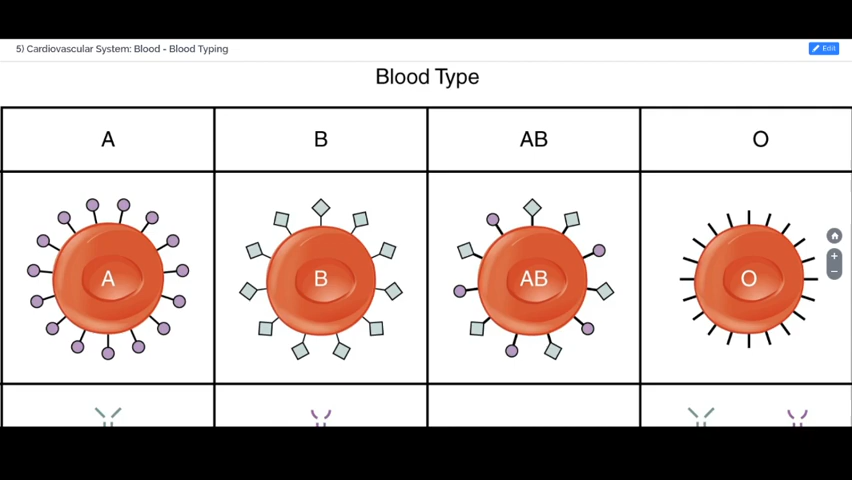 5) Cardiovascular System: Blood - Blood Typing
Edit
Blood Type
A B AB O
A B AB O